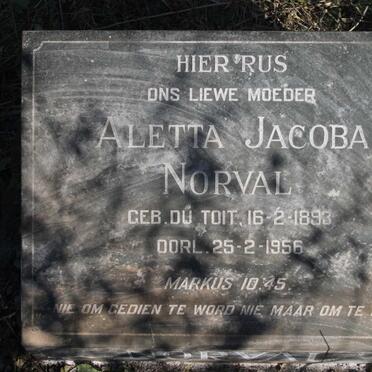 HIER RUS
ONS LIEWE MOEDER
ALETTA JACOBA
NORVAL
GEB. DU TOIT. 16-2-1893
OORL. 25-2-1956
MARKUS 10:45.
NIE OM GEDIEN TE WORD NIE MAAR OM TE
NORVAL